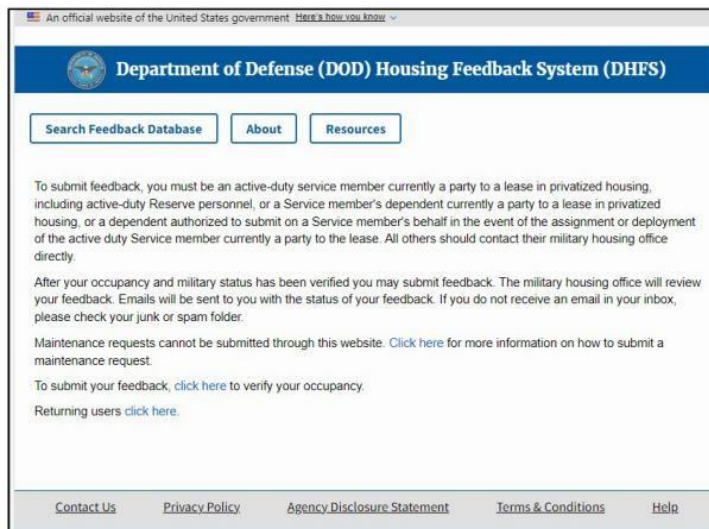 An official website of the United States government Here's how you know
Department of Defense (DOD) Housing Feedback System (DHFS)
Search Feedback Database About Resources
To submit feedback, you must be an active-duty service member currently a party to a lease in privatized housing,
including active-duty Reserve personnel, or a Service member's dependent currently a party to a lease in privatized
housing, or a dependent authorized to submit on a Service member's behalf in the event of the assignment or deployment
of the active duty Service member currently a party to the lease. All others should contact their military housing office
directly.
After your occupancy and military status has been verified you may submit feedback. The military housing office will review
your feedback. Emails will be sent to you with the status of your feedback. If you do not receive an email in your inbox,
please check your junk or spam folder.
Maintenance requests cannot be submitted through this website. Click here for more information on how to submit a
maintenance request.
To submit your feedback, click here to verify your occupancy.
Returning users click here.
Contact Us Privacy Policy Agency Disclosure Statement Terms & Conditions Help